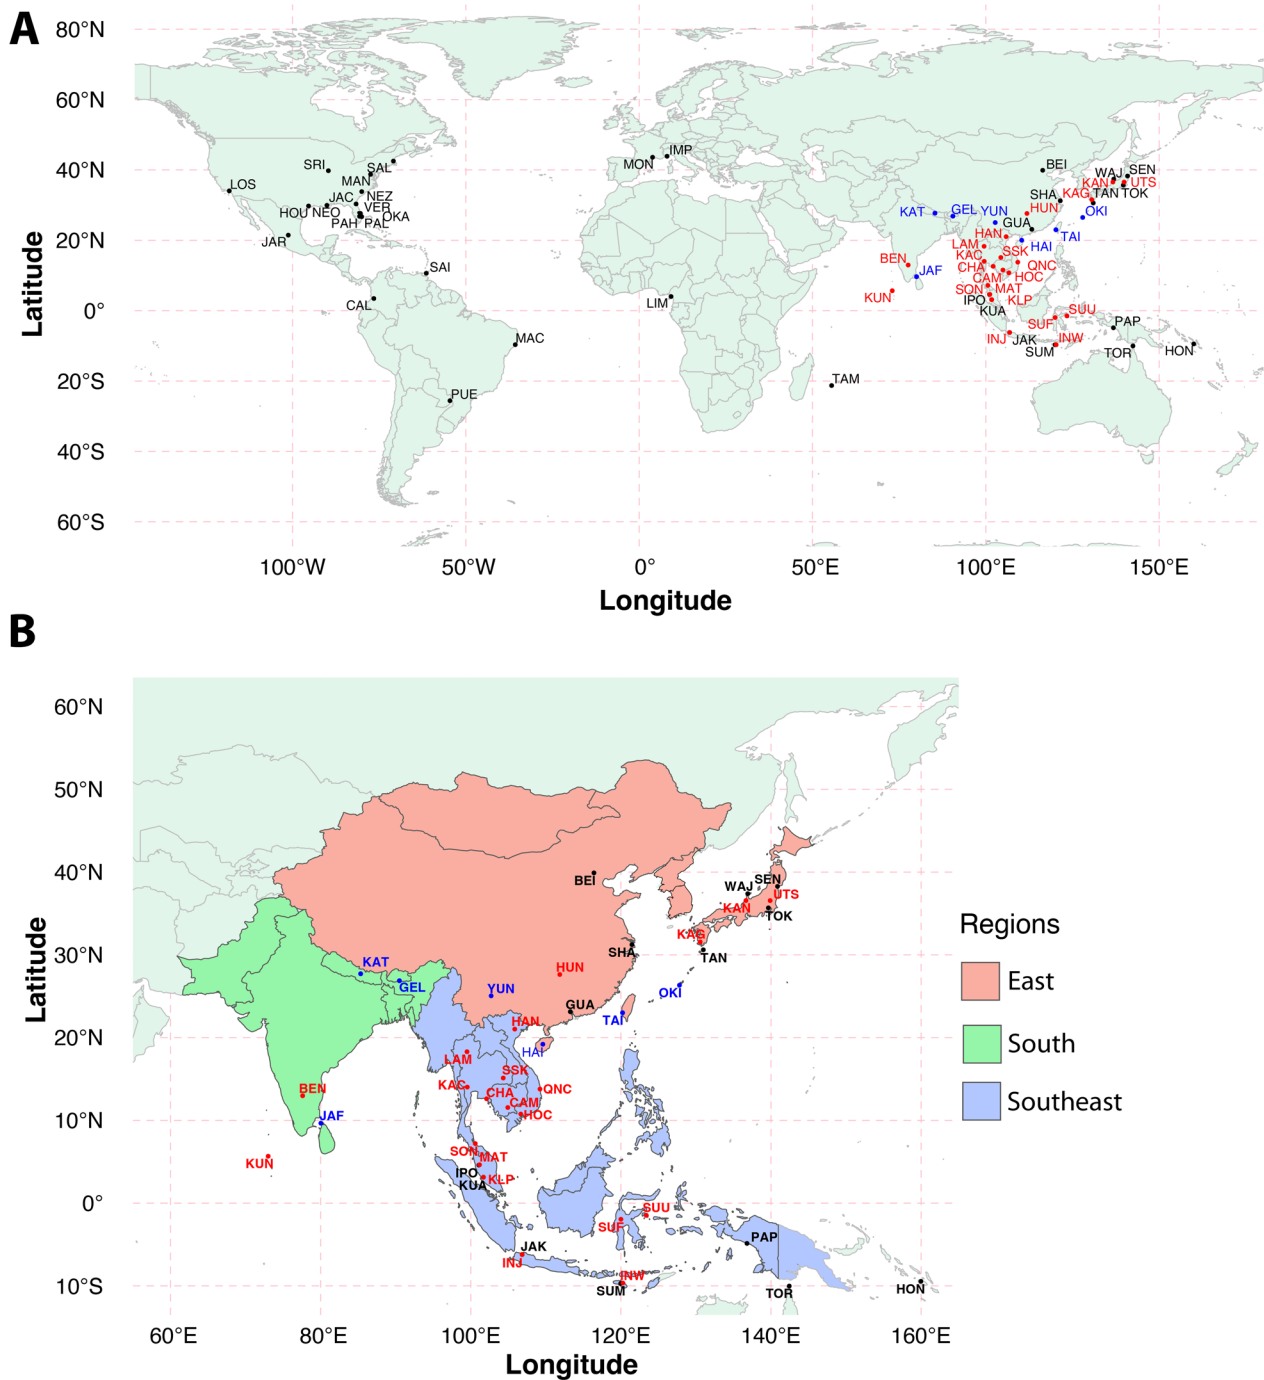 A
80°N
60°N
40°N
20°N
0°
20°S
40°S
60°S
Latitude
LOS
SRI
SAL
MAN
JAC
NEZ
HOU
NEO
VER
OKA
PAH
PAL
JAR
SAI
CAL
MAC
PUE
MON
IMP
LIM
TAM
BEI
WAJ
SEN
KAN
UTS
SHA
KAG
TAN
TOK
KAT
GEL
YUN
HUN
OKI
GUA
HAN
TAI
LAM
HAI
BEN
KAC
SSK
JAF
CHA
QNC
CAM
HOC
KUN
SON
MAT
IPO
KLP
KUA
SUU
SUF
PAP
INJ
JAK
INW
SUM
TOR
HON
100°W
50°W
0°
50°E
100°E
150°E
Longitude
B
60°N
50°N
40°N
30°N
20°N
10°N
0°
10°S
Latitude
BEI
WAJ
SEN
UTS
KAN
TOK
KAG
SHA
TAN
KAT
HUN
GEL
YUN
OKI
GUA
TAI
HAN
HAI
LAM
SSK
KAC
BEN
CHA
QNC
CAM
JAF
HOC
SON
MAT
KUN
IPO
KLP
KUA
SUU
SUF
PAP
JAK
INJ
INW
SUM
TOR
HON
60°E
80°E
100°E
120°E
140°E
160°E
Longitude
Regions
East
South
Southeast